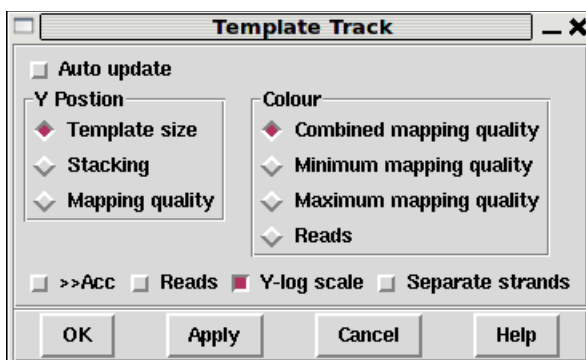 Template Track
Auto update
Y Postion
Template size
Stacking
Mapping quality
Colour
Combined mapping quality
Minimum mapping quality
Maximum mapping quality
Reads
>>Acc Reads Y-log scale Separate strands
OK Apply Cancel Help